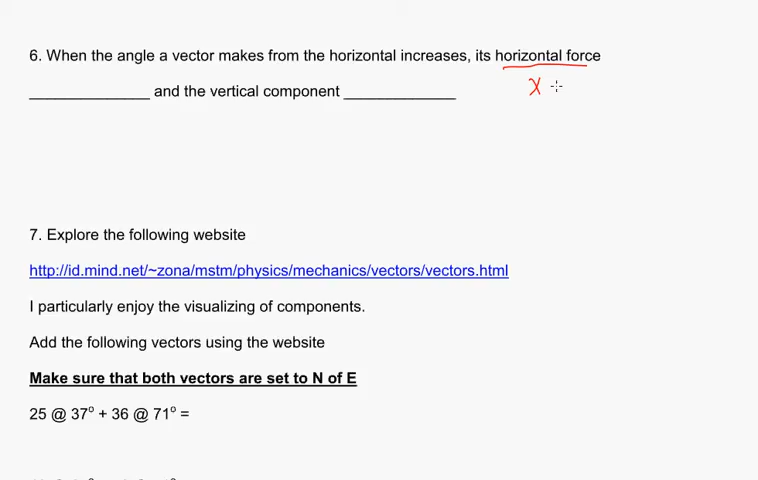 6. When the angle a vector makes from the horizontal increases, its horizontal force
_______________ and the vertical component _____________
X
7. Explore the following website
http://id.mind.net/~zona/mstm/physics/mechanics/vectors/vectors.html
I particularly enjoy the visualizing of components.
Add the following vectors using the website
Make sure that both vectors are set to N of E
25 @ 37° + 36 @ 71° =